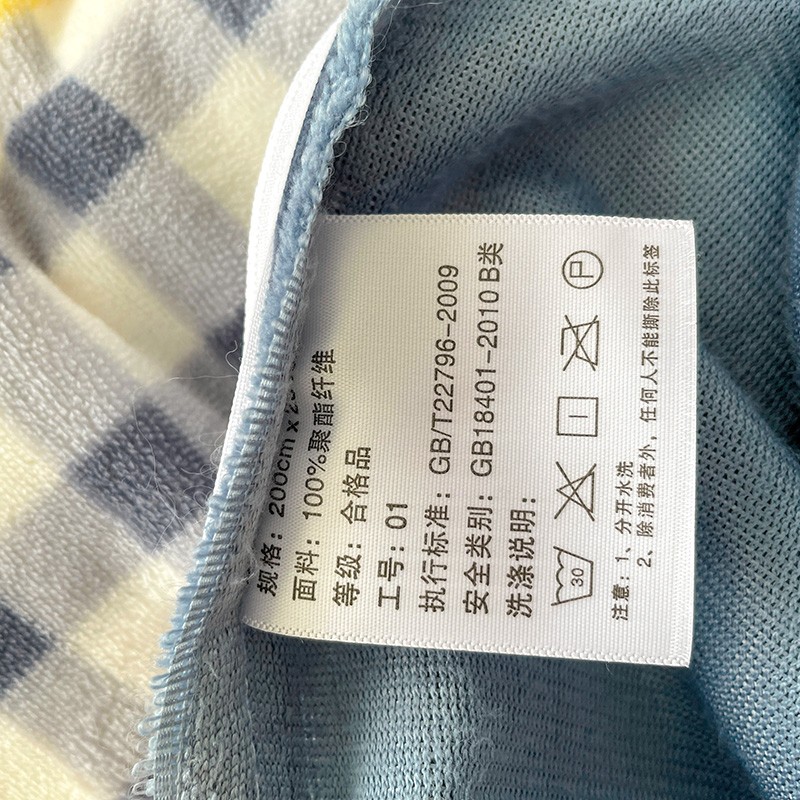 规格：200cm x
面料：100%聚酯纤维
等级：合格品
工号：01
执行标准：GB/T22796-2009
安全类别：GB18401-2010 B类
洗涤说明：
30
P
注意：1、分开水洗
2、除消费者外，任何人不能撕除此标签